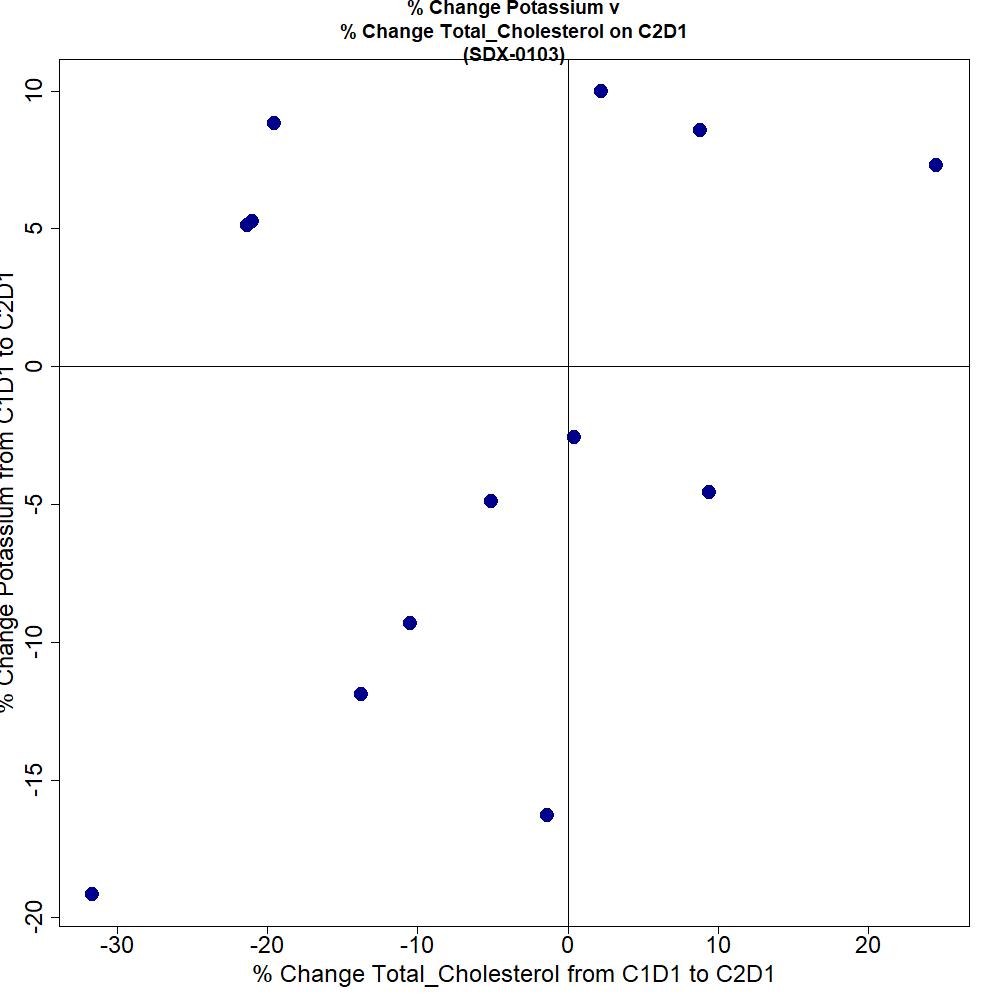 % Change Potassium v
% Change Total_Cholesterol on C2D1
(SDX-0103)
% Change Potassium from C1D1 to C2D1
10
5
0
-5
-10
-15
-20
-30
-20
-10
0
10
20
% Change Total_Cholesterol from C1D1 to C2D1